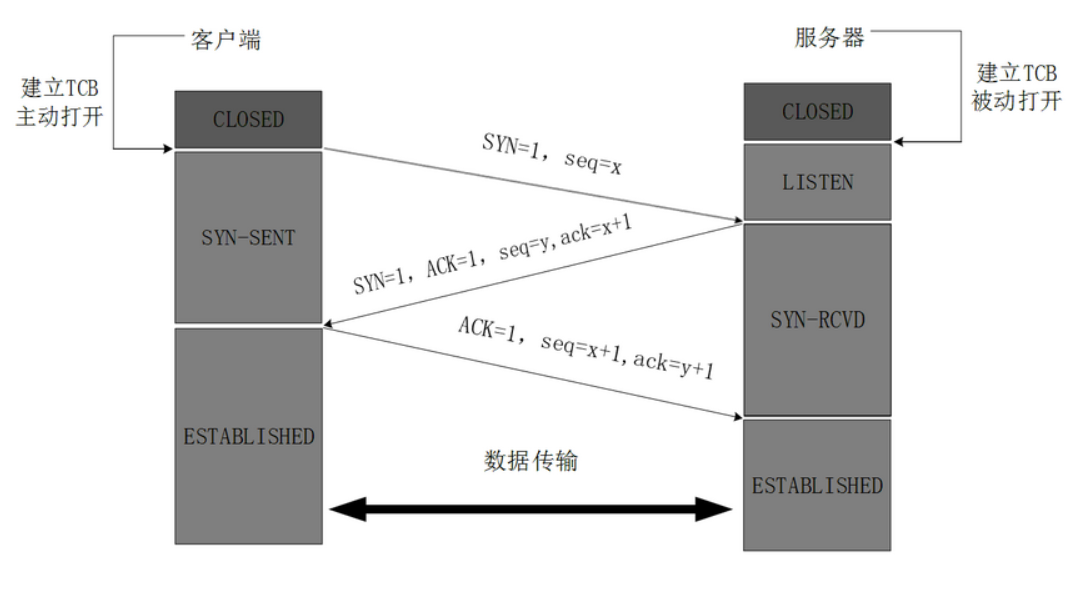 客户端
服务器
建立TCB
主动打开
建立TCB
被动打开
CLOSED
CLOSED
SYN=1, seq=x
LISTEN
SYN-SENT
SYN=1, ACK=1, seq=y,ack=x+1
SYN-RCVD
ACK=1, seq=x+1,ack=y+1
ESTABLISHED
数据传输
ESTABLISHED